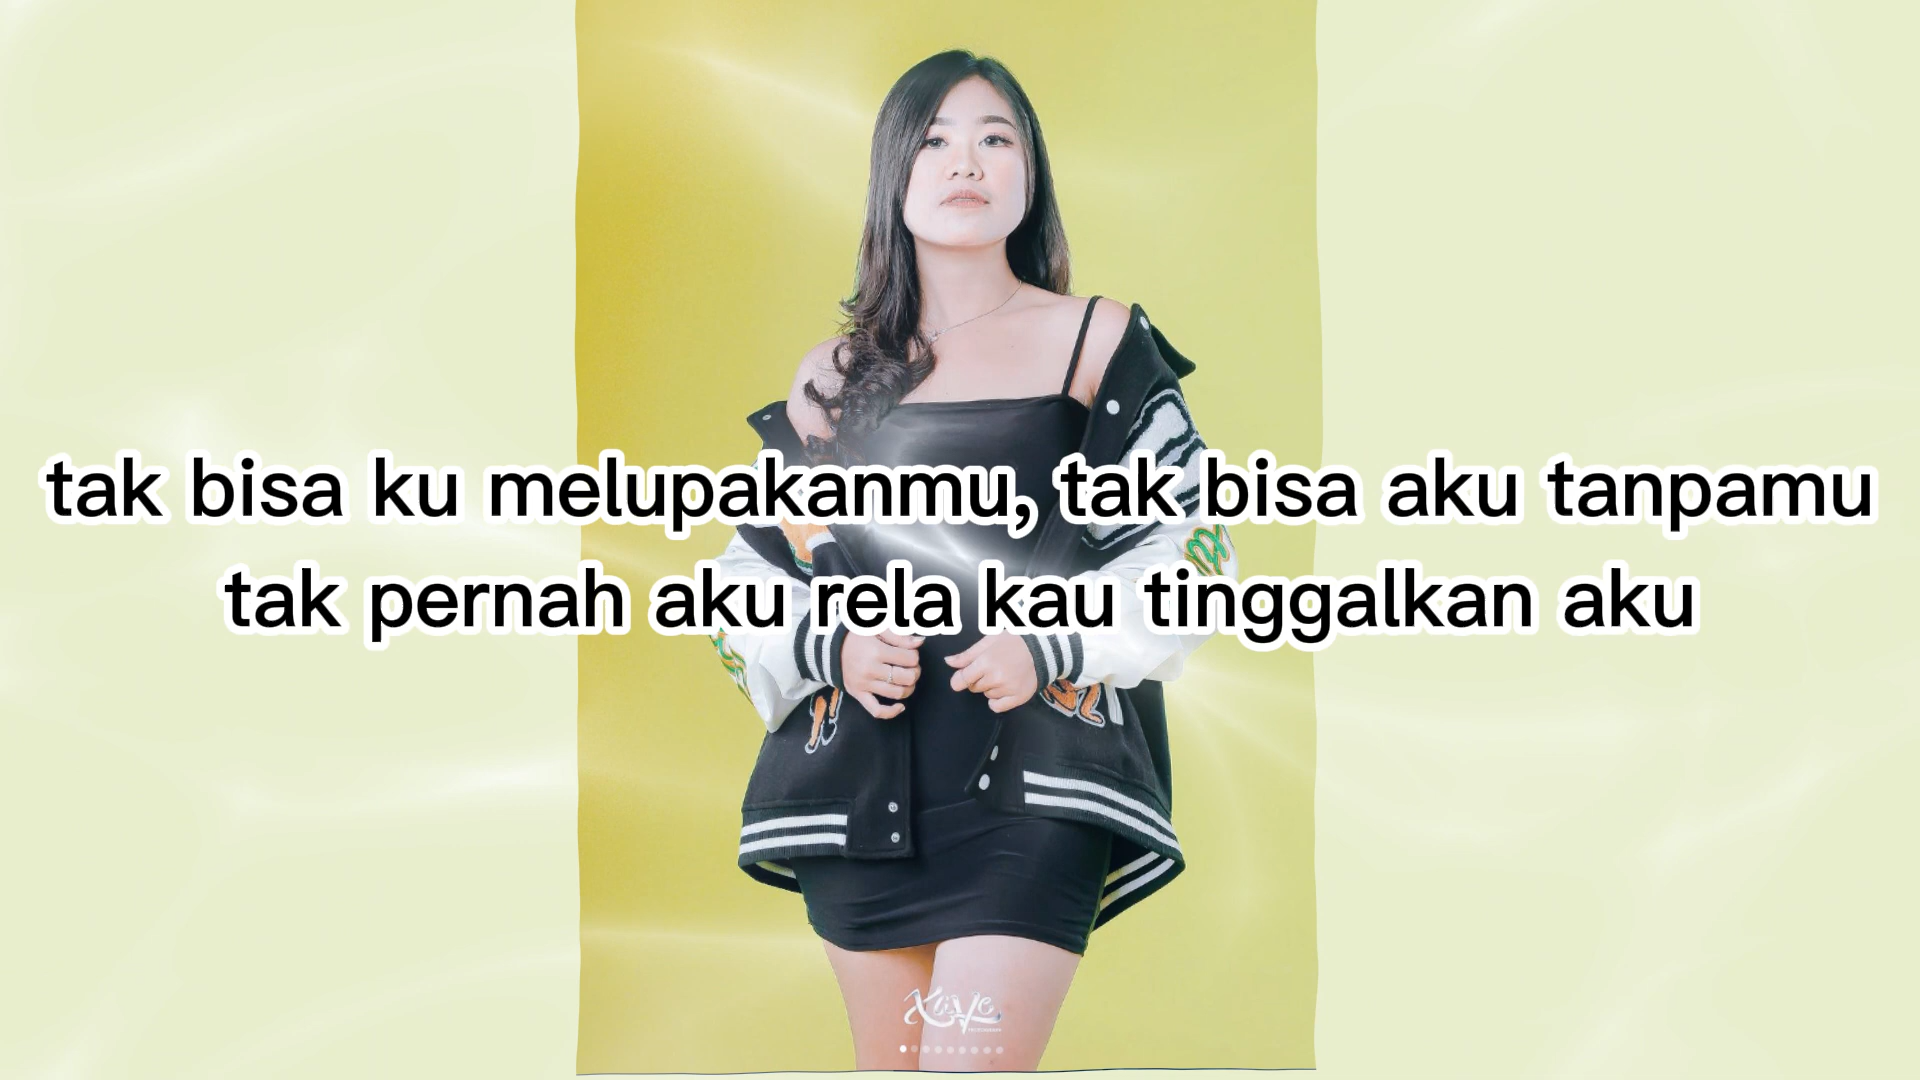 tak bisa ku melupakanmu, tak bisa aku tanpamu
tak pernah aku rela kau tinggalkan aku